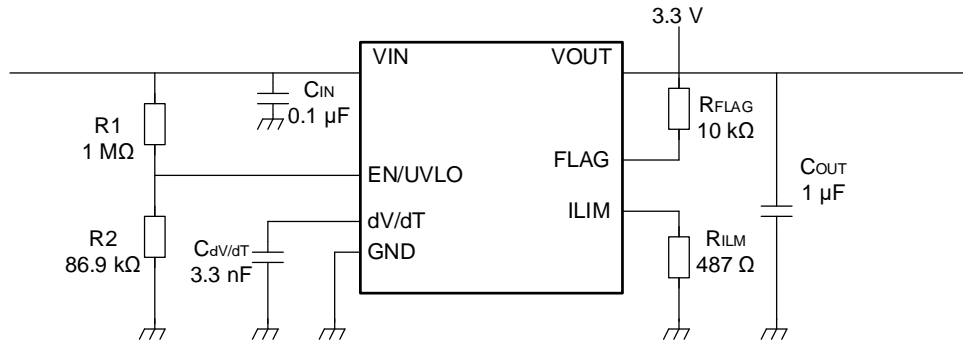 3.3 V
VIN
VOUT
CIN
0.1 µF
R1
1 MΩ
RFLAG
10 kΩ
FLAG
EN/UVLO
COUT
1 µF
dV/dT
ILIM
R2
86.9 kΩ
CdV/dT
3.3 nF
GND
RILM
487 Ω